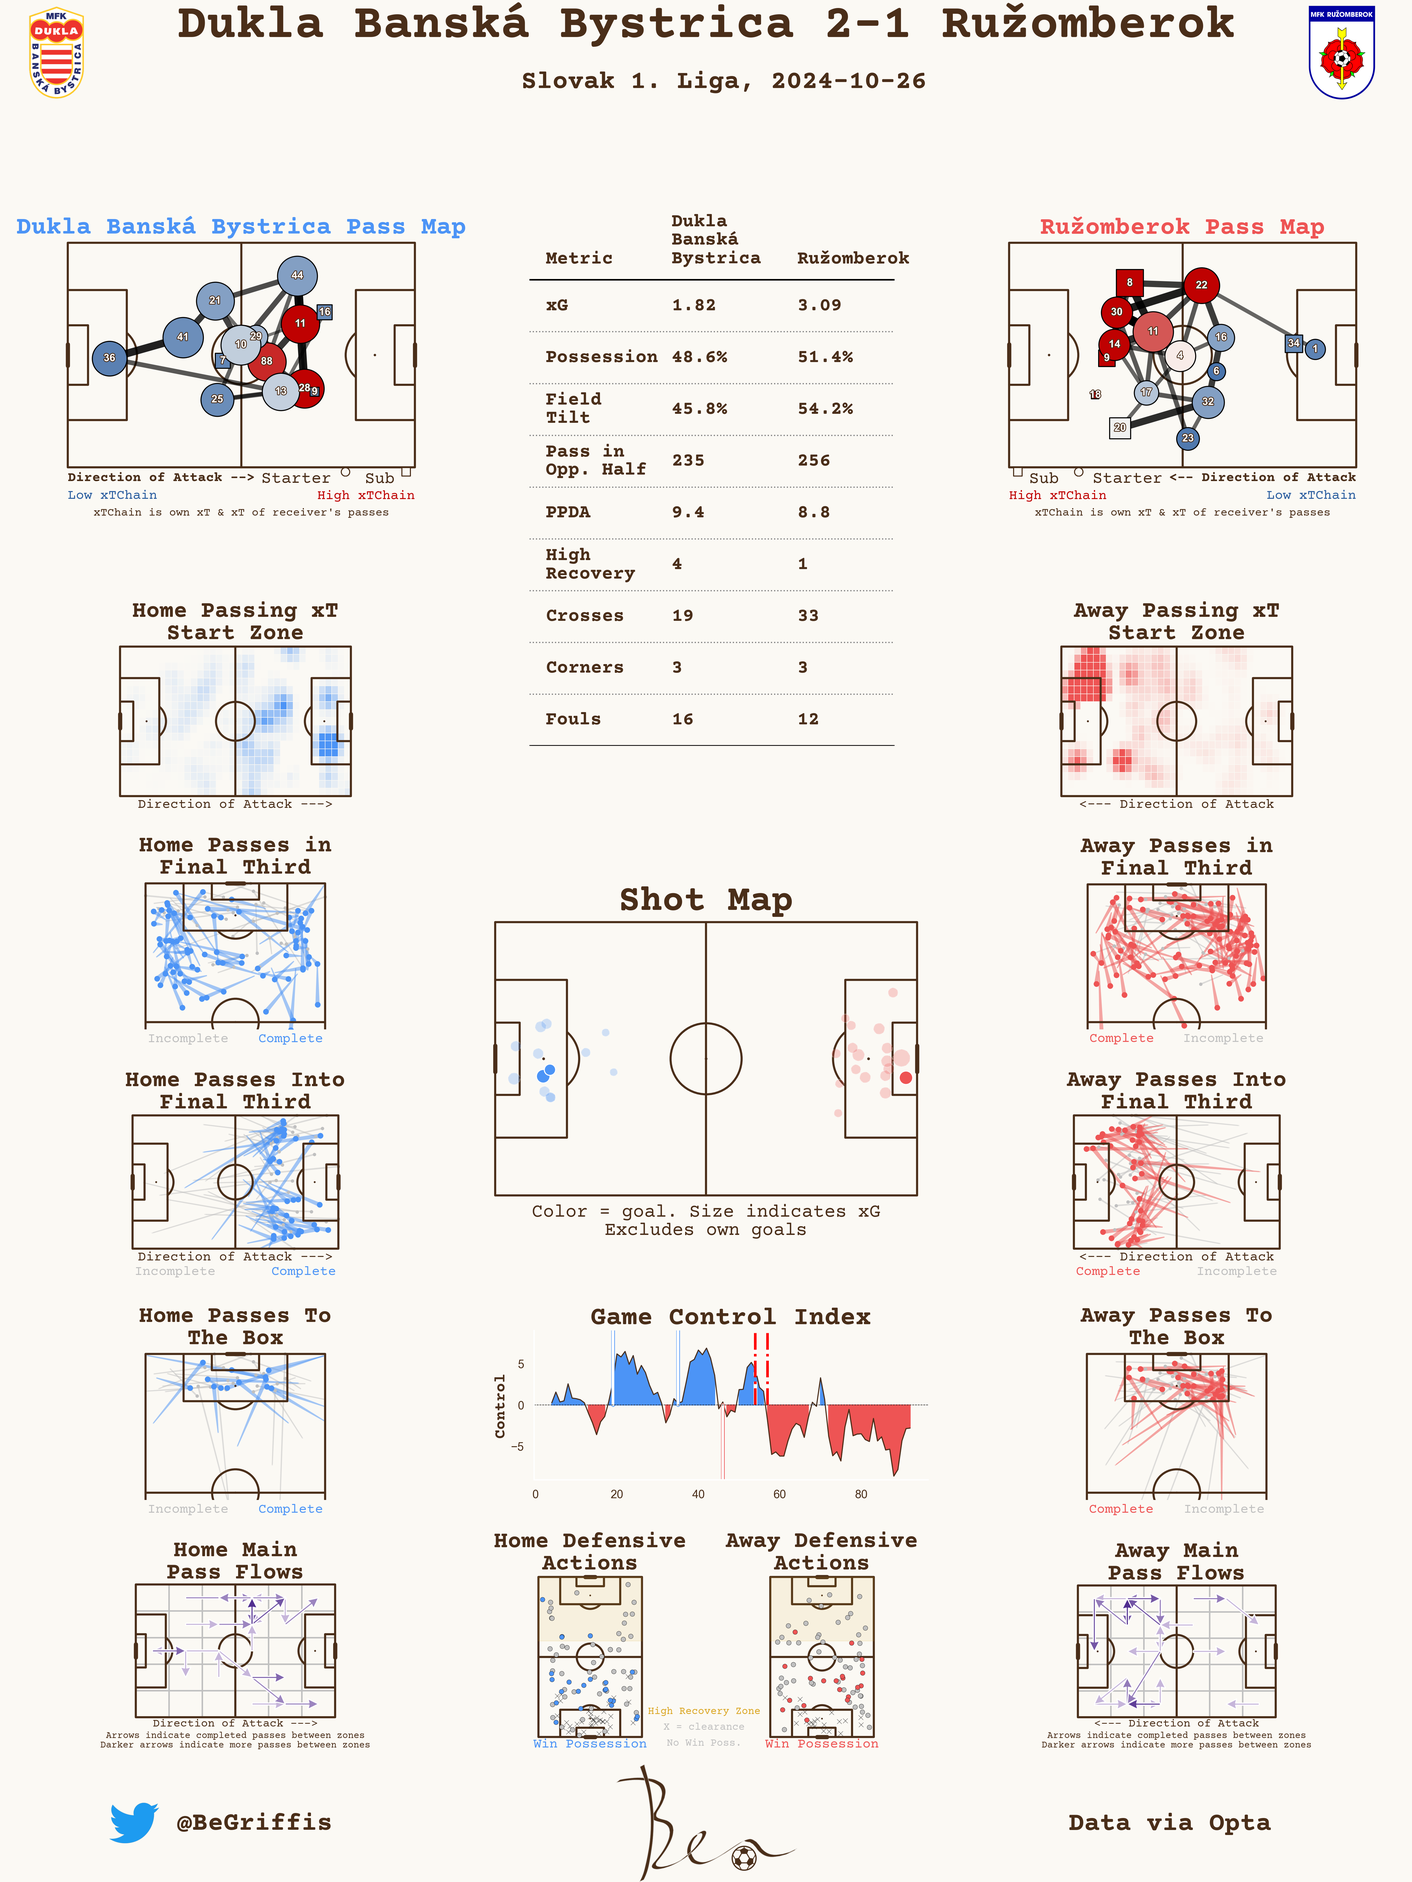 Dukla Banská Bystrica 2-1 Ružomberok
Slovak 1. Liga, 2024-10-26
MFK
DUKLA
BANSKÁ BYSTRICA
MFK RUŽOMBEROK
Dukla Banská Bystrica Pass Map
44
21
16
11
41
29
10
36
7
88
13
28
9
25
Direction of Attack --> Starter Sub
Low xTChain High xTChain
xTChain is own xT & xT of receiver's passes
Metric Dukla Banská Bystrica Ružomberok
xG 1.82 3.09
Possession 48.6% 51.4%
Field Tilt 45.8% 54.2%
Pass in Opp. Half 235 256
PPDA 9.4 8.8
High Recovery 4 1
Crosses 19 33
Corners 3 3
Fouls 16 12
Ružomberok Pass Map
8
22
30
11
16
14
34
1
9
4
6
18
17
32
20
23
Sub Starter <-- Direction of Attack
High xTChain Low xTChain
xTChain is own xT & xT of receiver's passes
Home Passing xT
Start Zone
Direction of Attack --->
Away Passing xT
Start Zone
<--- Direction of Attack
Home Passes in
Final Third
Incomplete Complete
Away Passes in
Final Third
Complete Incomplete
Shot Map
Color = goal. Size indicates xG
Excludes own goals
Home Passes Into
Final Third
Direction of Attack --->
Incomplete Complete
Away Passes Into
Final Third
<--- Direction of Attack
Complete Incomplete
Home Passes To
The Box
Incomplete Complete
Game Control Index
Control
5
0
−5
0 20 40 60 80
Away Passes To
The Box
Complete Incomplete
Home Main
Pass Flows
Direction of Attack --->
Arrows indicate completed passes between zones
Darker arrows indicate more passes between zones
Home Defensive
Actions
Win Possession
High Recovery Zone
X = clearance
No Win Poss.
Away Defensive
Actions
Win Possession
Away Main
Pass Flows
<--- Direction of Attack
Arrows indicate completed passes between zones
Darker arrows indicate more passes between zones
@BeGriffis
Ben
Data via Opta